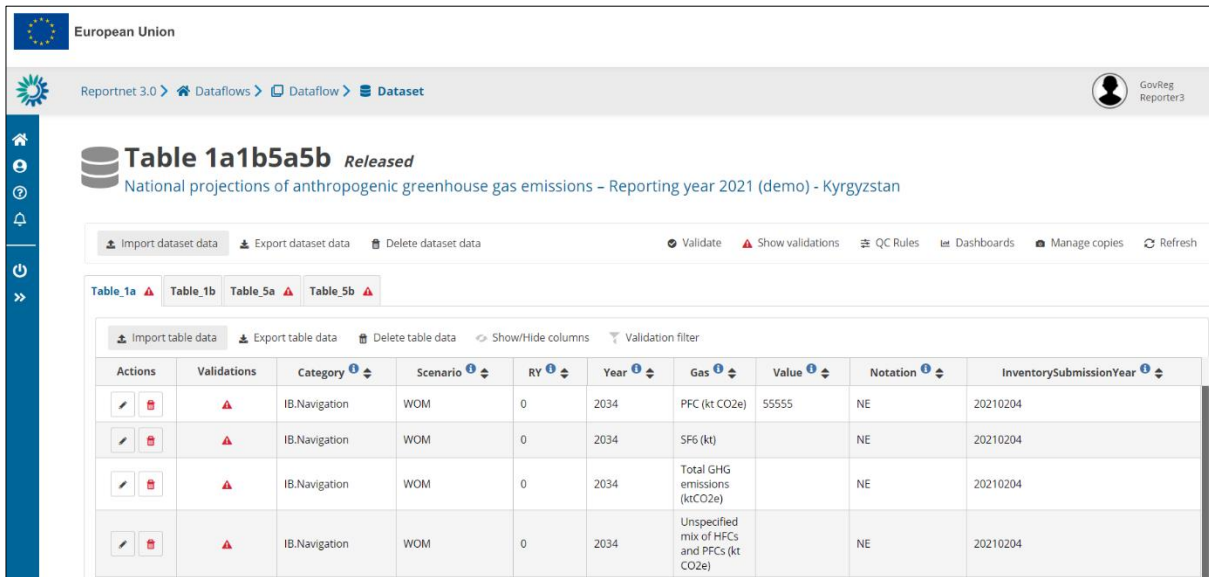 European Union
Reportnet 3.0 Dataflows Dataflow Dataset
GovReg
Reporter3
Table 1a1b5a5b Released
National projections of anthropogenic greenhouse gas emissions – Reporting year 2021 (demo) - Kyrgyzstan
Import dataset data Export dataset data Delete dataset data Validate Show validations QC Rules Dashboards Manage copies Refresh
Table_1a Table_1b Table_5a Table_5b
Import table data Export table data Delete table data Show/Hide columns Validation filter
Actions Validations Category Scenario RY Year Gas Value Notation InventorySubmissionYear
IB.Navigation WOM 0 2034 PFC (kt CO2e) 55555 NE 20210204
IB.Navigation WOM 0 2034 SF6 (kt) NE 20210204
IB.Navigation WOM 0 2034 Total GHG
emissions
(ktCO2e) NE 20210204
IB.Navigation WOM 0 2034 Unspecified
mix of HFCs
and PFCs (kt
CO2e) NE 20210204